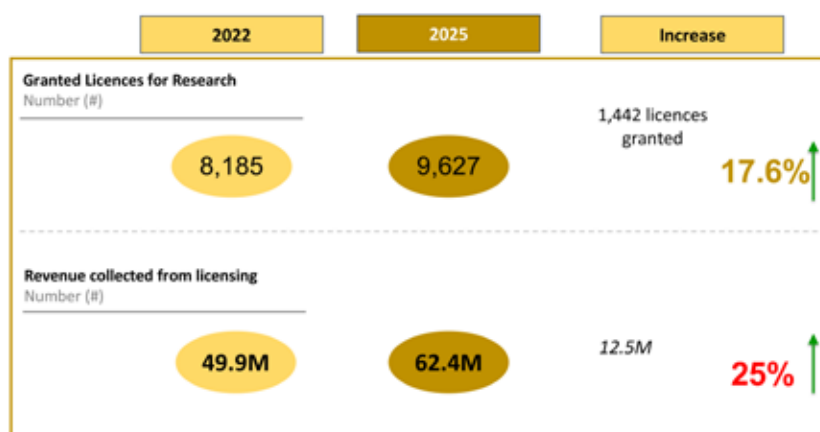 2022
2025
Increase
Granted Licences for Research
Number (#)
1,442 licences
granted
8,185
9,627
17.6%
Revenue collected from licensing
Number (#)
49.9M
62.4M
12.5M
25%